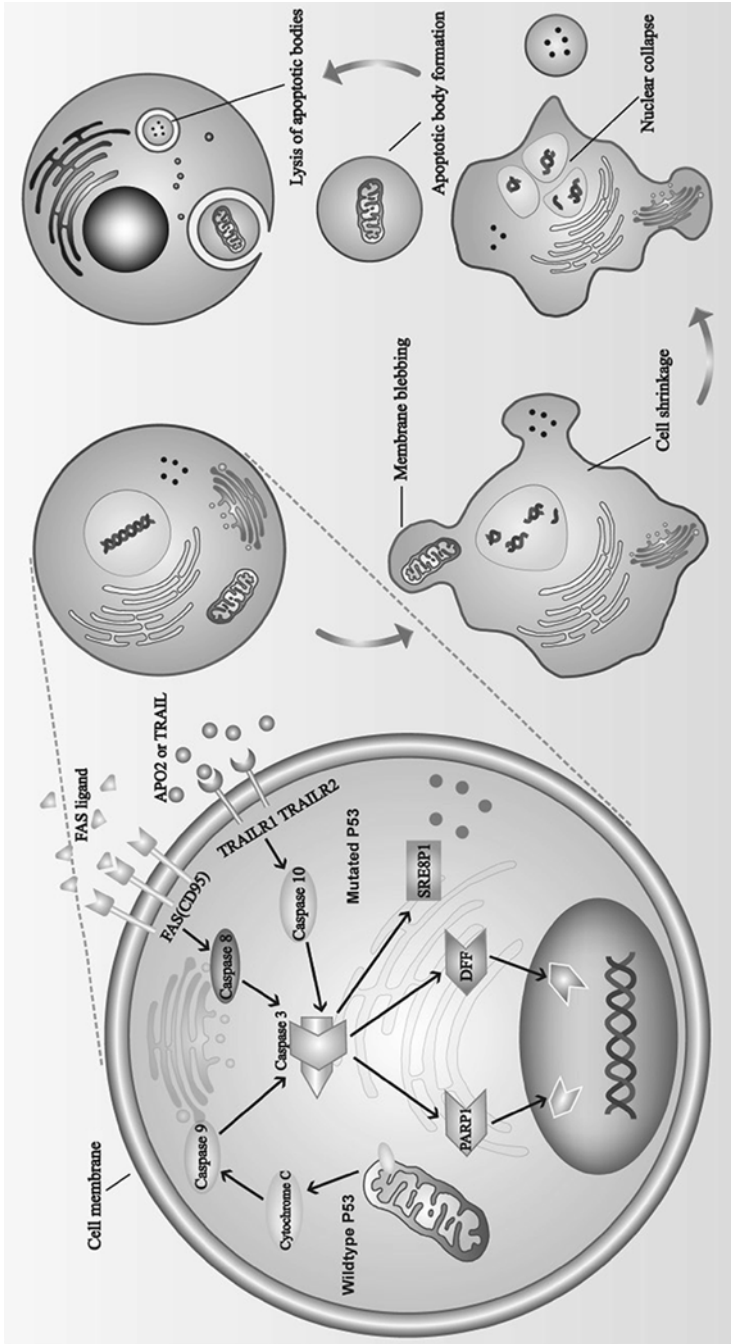 Cell membrane
FAS ligand
APO2 or TRAIL
FAS(CD95)
TRAILR1 TRAILR2
Caspase 8
Caspase 10
Caspase 9
Caspase 3
Cytochrome C
Wildtype P53
Mutated P53
SRE8P1
DFF
PARP1
Membrane blebbing
Cell shrinkage
Nuclear collapse
Apoptotic body formation
Lysis of apoptotic bodies